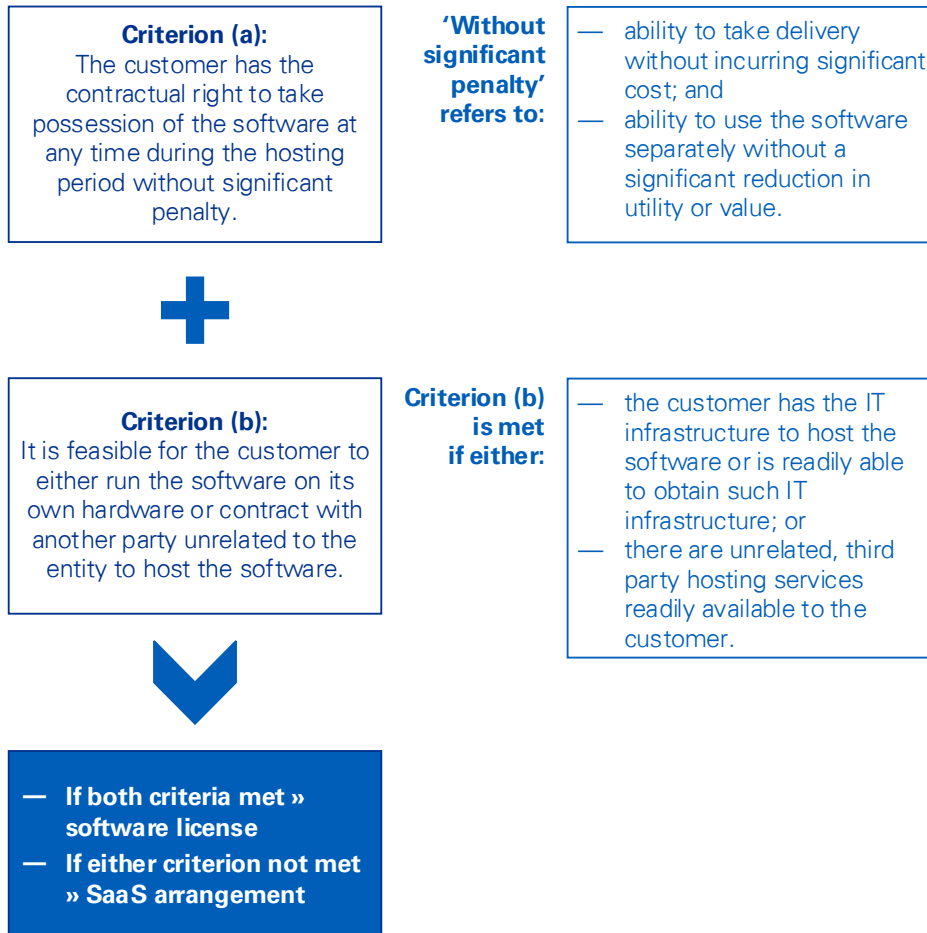 Criterion (a):
The customer has the
contractual right to take
possession of the software at
any time during the hosting
period without significant
penalty.
‘Without
significant
penalty’
refers to:
— ability to take delivery
without incurring significant
cost; and
— ability to use the software
separately without a
significant reduction in
utility or value.
Criterion (b):
It is feasible for the customer to
either run the software on its
own hardware or contract with
another party unrelated to the
entity to host the software.
Criterion (b)
is met
if either:
— the customer has the IT
infrastructure to host the
software or is readily able
to obtain such IT
infrastructure; or
— there are unrelated, third
party hosting services
readily available to the
customer.
— If both criteria met »
software license
— If either criterion not met
» SaaS arrangement